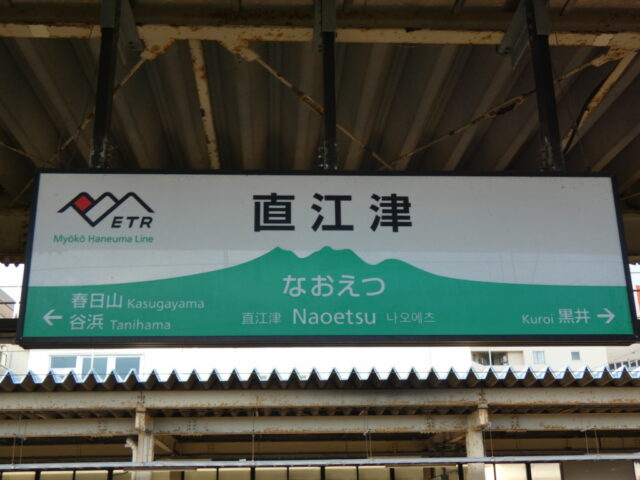 ETR
Myōkō Haneuma Line
直江津
なおえつ
直江津 Naoetsu 나오에츠
← 春日山 Kasugayama
谷浜 Tanihama
Kuroi 黒井 →